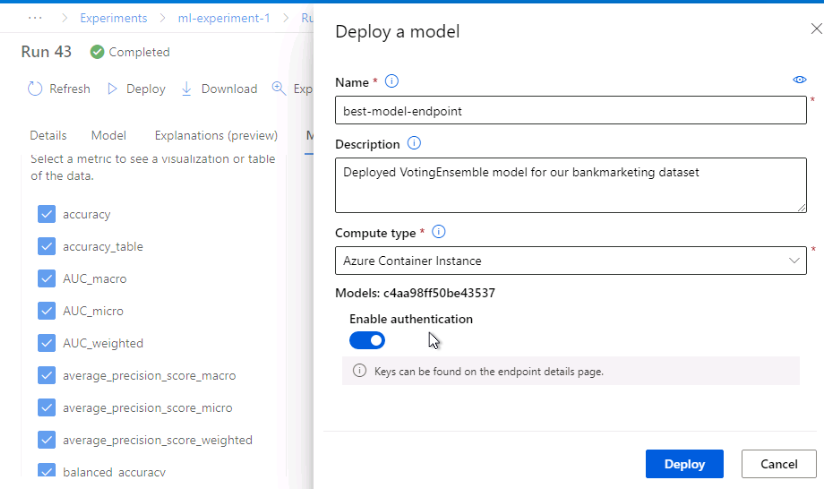 ··· > Experiments > ml-experiment-1 > Ru
Run 43 Completed
Refresh Deploy Download Exp
Details Model Explanations (preview) M
Select a metric to see a visualization or table
of the data.
accuracy
accuracy_table
AUC_macro
AUC_micro
AUC_weighted
average_precision_score_macro
average_precision_score_micro
average_precision_score_weighted
balanced_accuracy
Deploy a model
Name *
best-model-endpoint
*
Description
Deployed VotingEnsemble model for our bankmarketing dataset
Compute type *
Azure Container Instance
*
Models: c4aa98ff50be43537
Enable authentication
Keys can be found on the endpoint details page.
Deploy Cancel